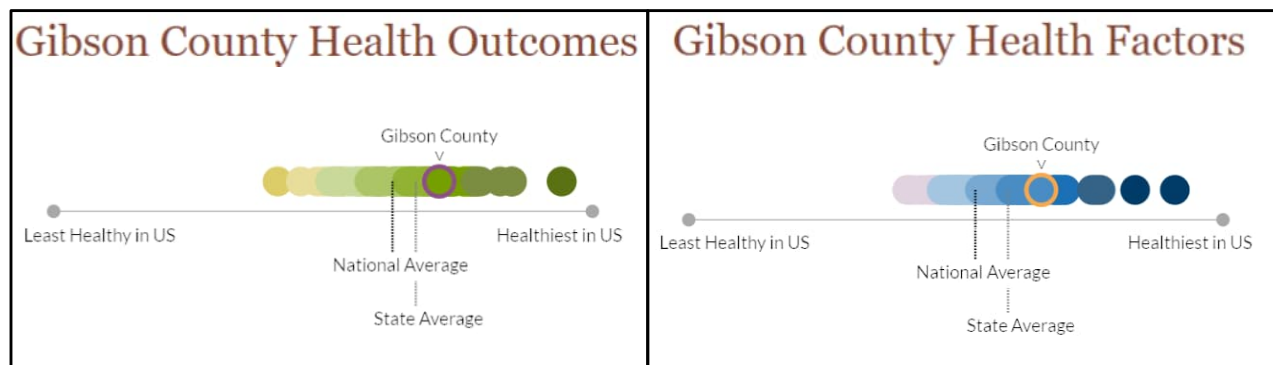 Gibson County Health Outcomes
Gibson County
Least Healthy in US
Healthiest in US
National Average
State Average
Gibson County Health Factors
Gibson County
Least Healthy in US
Healthiest in US
National Average
State Average